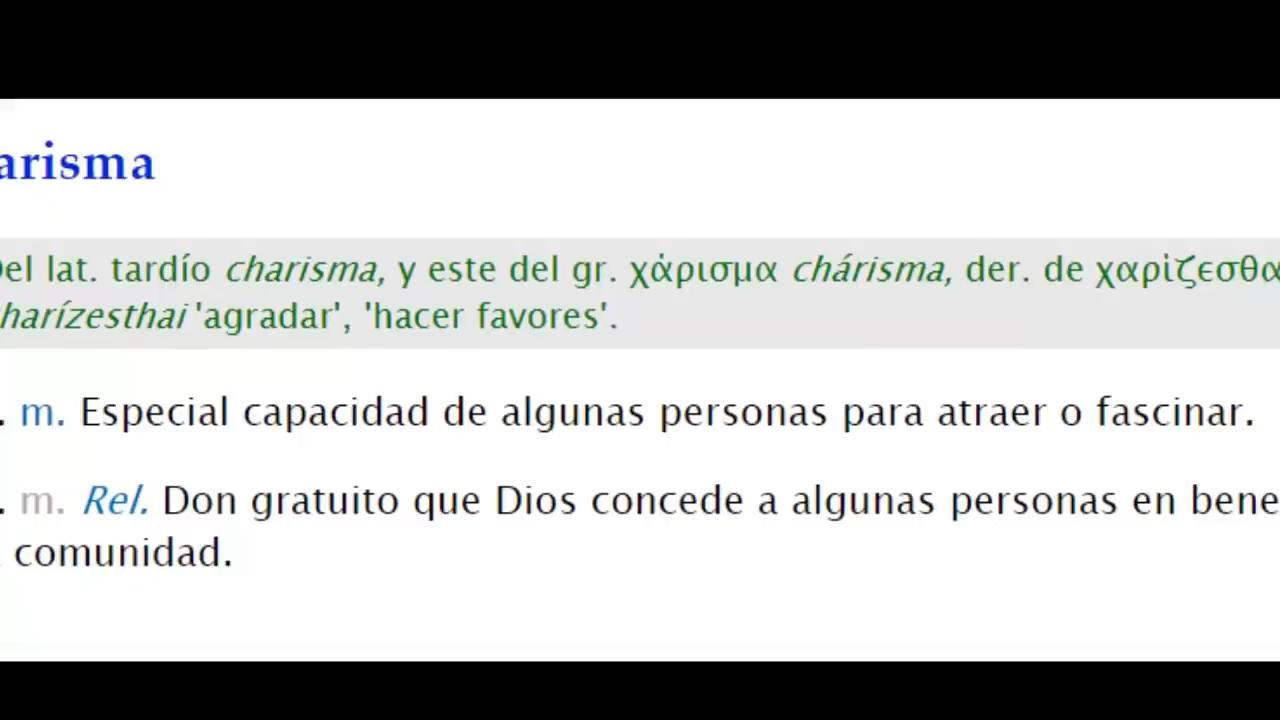 arisma
Del lat. tardío charisma, y este del gr. χάρισμα chárisma, der. de χαρίζεσθα
harízesthai 'agradar', 'hacer favores'.
. m. Especial capacidad de algunas personas para atraer o fascinar.
. m. Rel. Don gratuito que Dios concede a algunas personas en bene
comunidad.